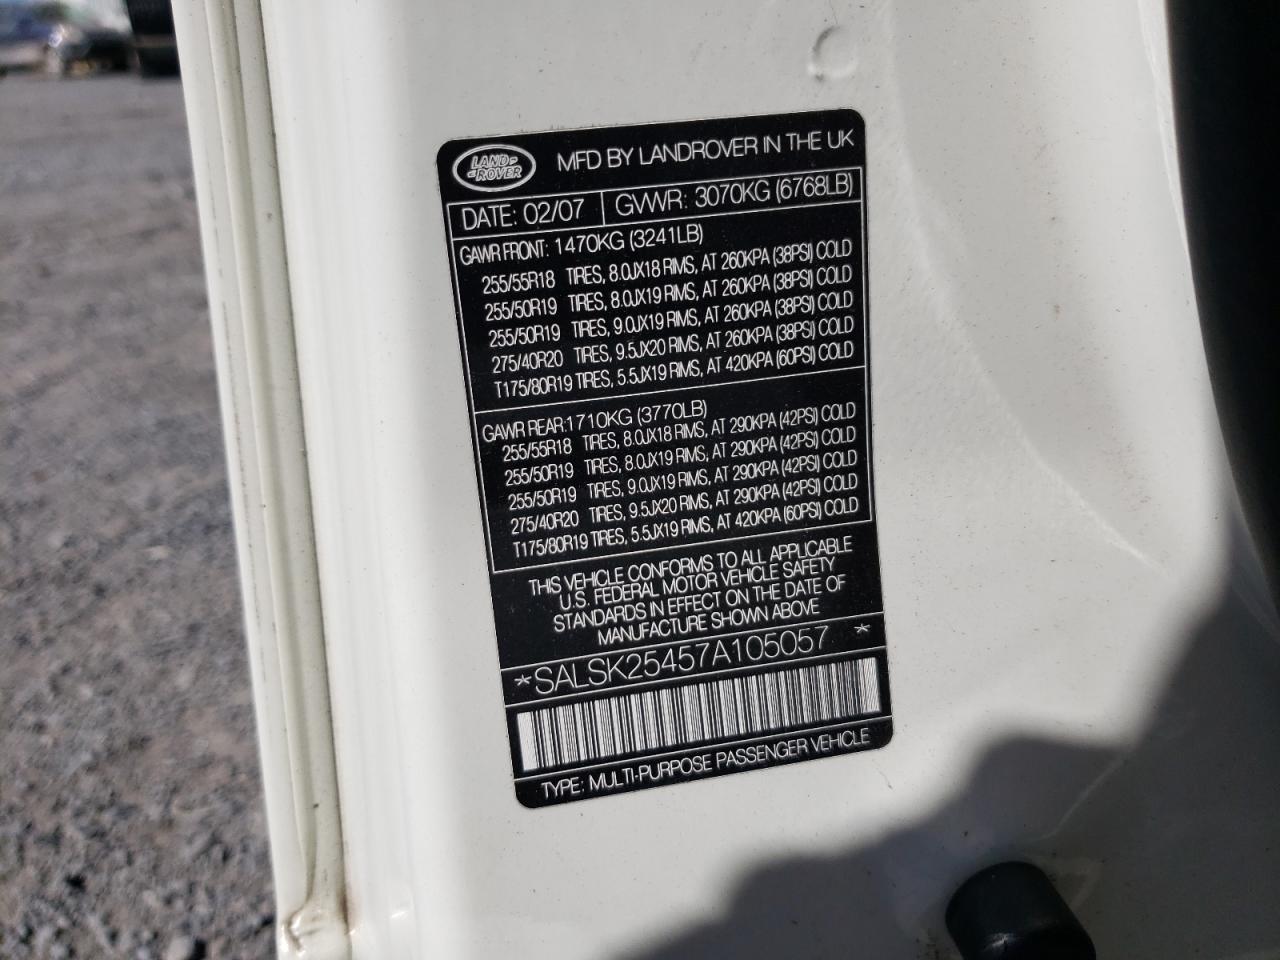 LAND ROVER MFD BY LANDROVER IN THE UK
DATE: 02/07 GVWR: 3070KG (6768LB)
GAWR FRONT: 1470KG (3241LB)
255/55R18 TIRES, 8.0JX18 RIMS, AT 260KPA (38PSI) COLD
255/50R19 TIRES, 8.0JX19 RIMS, AT 260KPA (38PSI) COLD
255/50R19 TIRES, 9.0JX19 RIMS, AT 260KPA (38PSI) COLD
275/40R20 TIRES, 9.5JX20 RIMS, AT 260KPA (38PSI) COLD
T175/80R19 TIRES, 5.5JX19 RIMS, AT 420KPA (60PSI) COLD
GAWR REAR: 1710KG (3770LB)
255/55R18 TIRES, 8.0JX18 RIMS, AT 290KPA (42PSI) COLD
255/50R19 TIRES, 8.0JX19 RIMS, AT 290KPA (42PSI) COLD
255/50R19 TIRES, 9.0JX19 RIMS, AT 290KPA (42PSI) COLD
275/40R20 TIRES, 9.5JX20 RIMS, AT 290KPA (42PSI) COLD
T175/80R19 TIRES, 5.5JX19 RIMS, AT 420KPA (60PSI) COLD
THIS VEHICLE CONFORMS TO ALL APPLICABLE
U.S. FEDERAL MOTOR VEHICLE SAFETY
STANDARDS IN EFFECT ON THE DATE OF
MANUFACTURE SHOWN ABOVE
*SALSK25457A105057 *
TYPE: MULTI-PURPOSE PASSENGER VEHICLE